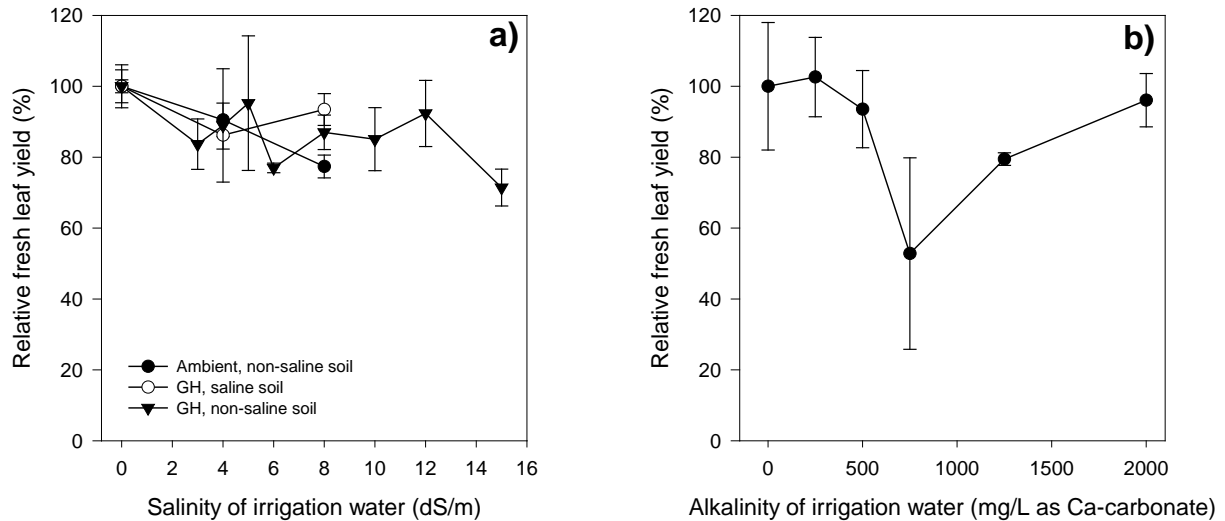 a)
120
100
80
60
40
20
0
Relative fresh leaf yield (%)
Ambient, non-saline soil
GH, saline soil
GH, non-saline soil
0 2 4 6 8 10 12 14 16
Salinity of irrigation water (dS/m)
b)
120
100
80
60
40
20
0
Relative fresh leaf yield (%)
0 500 1000 1500 2000
Alkalinity of irrigation water (mg/L as Ca-carbonate)